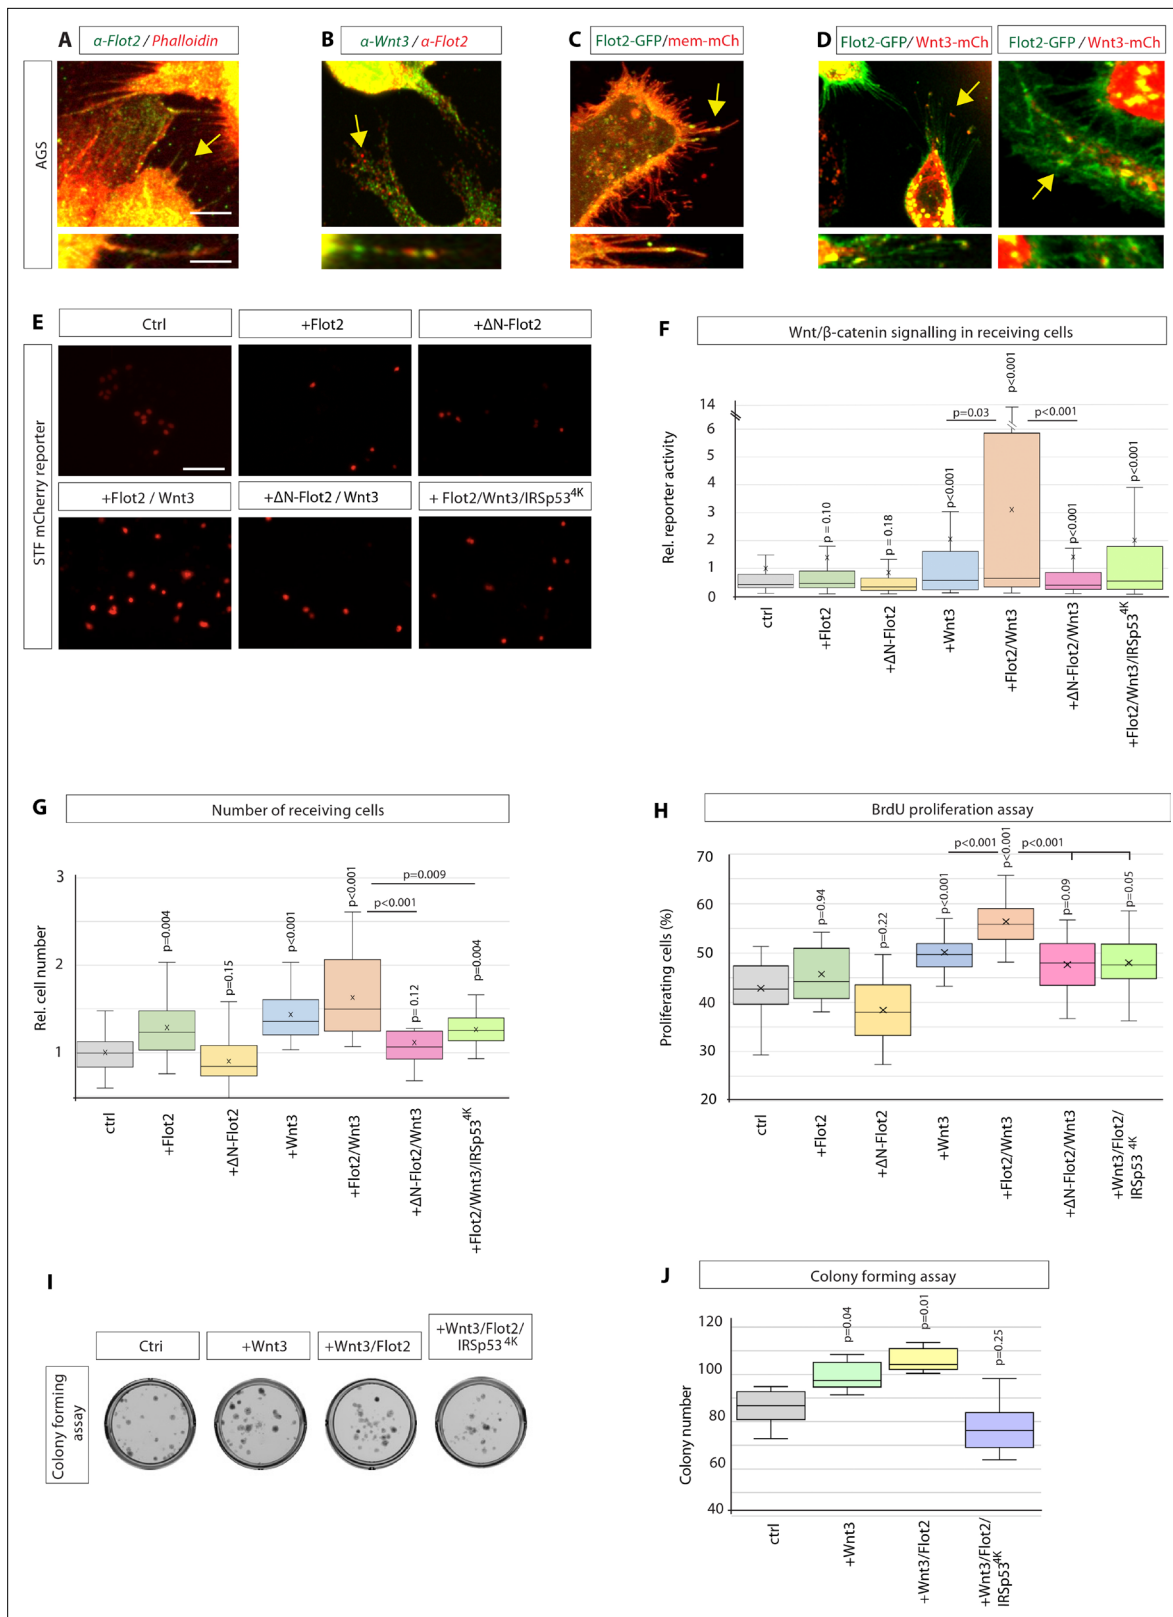 A
α-Flot2 / Phalloidin
B
α-Wnt3 / α-Flot2
C
Flot2-GFP/mem-mCh
D
Flot2-GFP/Wnt3-mCh
Flot2-GFP / Wnt3-mCh
AGS
E
Ctrl
+Flot2
+ΔN-Flot2
+Flot2 / Wnt3
+ΔN-Flot2 / Wnt3
+ Flot2/Wnt3/IRSp53⁴ᴷ
STF mCherry reporter
F
Wnt/β-catenin signalling in receiving cells
Rel. reporter activity
14
6
5
4
3
2
1
0
p = 0.10
p = 0.18
p<0.001
p<0.001
p<0.001
p<0.001
p=0.03
p<0.001
ctrl
+Flot2
+ΔN-Flot2
+Wnt3
+Flot2/Wnt3
+ΔN-Flot2/Wnt3
+Flot2/Wnt3/IRSp53⁴ᴷ
G
Number of receiving cells
Rel. cell number
3
2
1
p=0.004
p=0.15
p<0.001
p<0.001
p= 0.12
p=0.004
p=0.009
p<0.001
ctrl
+Flot2
+ΔN-Flot2
+Wnt3
+Flot2/Wnt3
+ΔN-Flot2/Wnt3
+Flot2/Wnt3/IRSp53⁴ᴷ
H
BrdU proliferation assay
Proliferating cells (%)
70
60
50
40
30
20
p=0.94
p=0.22
p<0.001
p<0.001
p=0.09
p=0.05
p<0.001
p<0.001
ctrl
+Flot2
+ΔN-Flot2
+Wnt3
+Flot2/Wnt3
+ΔN-Flot2/Wnt3
+Wnt3/Flot2/
IRSp53 ⁴ᴷ
I
Ctri
+Wnt3
+Wnt3/Flot2
+Wnt3/Flot2/
IRSp53 ⁴ᴷ
Colony forming
assay
J
Colony forming assay
Colony number
120
100
80
60
40
p=0.04
p=0.01
p=0.25
ctrl
+Wnt3
+Wnt3/Flot2
+Wnt3/Flot2/
IRSp53⁴ᴷ